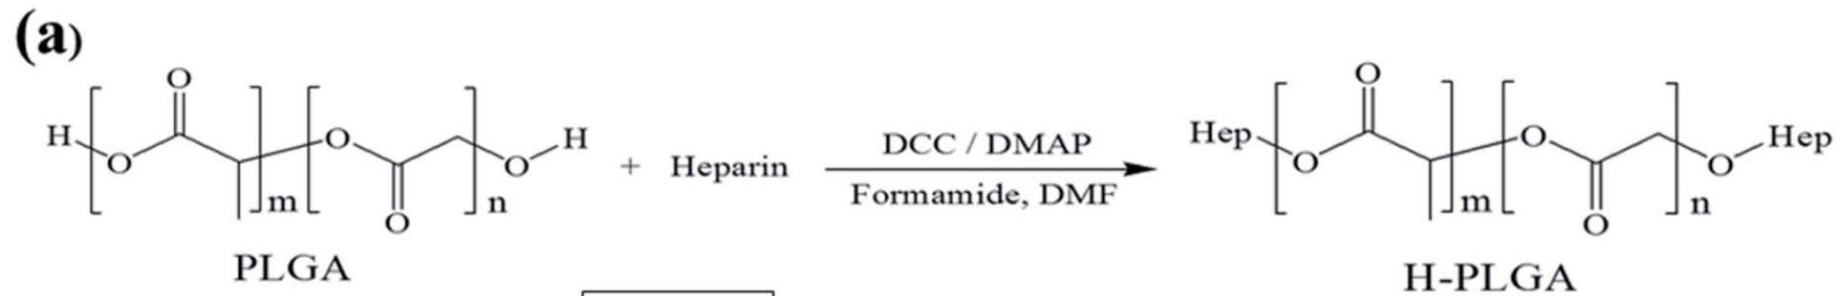 (a)
O O
H O O O H + Heparin DCC / DMAP Hep O O O Hep
m n Formamide, DMF m n
O O
PLGA H-PLGA